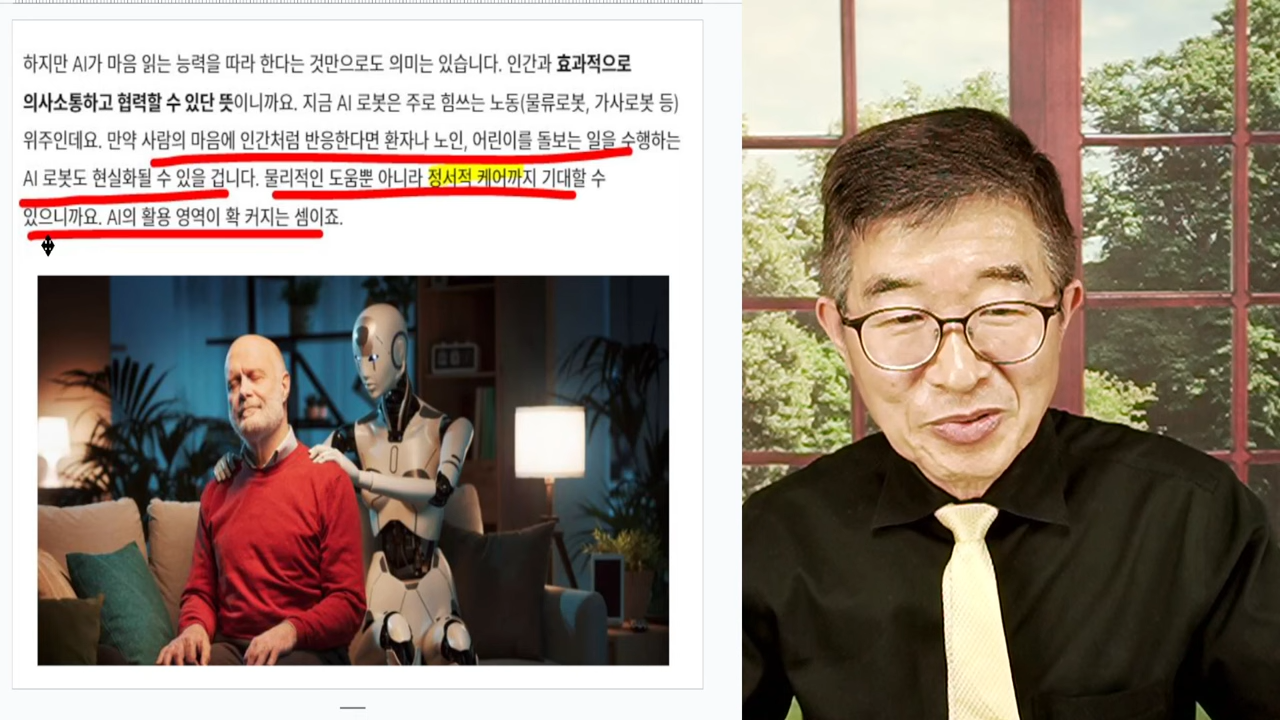 하지만 AI가 마음 읽는 능력을 따라 한다는 것만으로도 의미는 있습니다. 인간과 효과적으로
의사소통하고 협력할 수 있단 뜻이니까요. 지금 AI 로봇은 주로 힘쓰는 노동(물류로봇, 가사로봇 등)
위주인데요. 만약 사람의 마음에 인간처럼 반응한다면 환자나 노인, 어린이를 돌보는 일을 수행하는
AI 로봇도 현실화될 수 있을 겁니다. 물리적인 도움뿐 아니라 정서적 케어까지 기대할 수
있으니까요. AI의 활용 영역이 확 커지는 셈이죠.